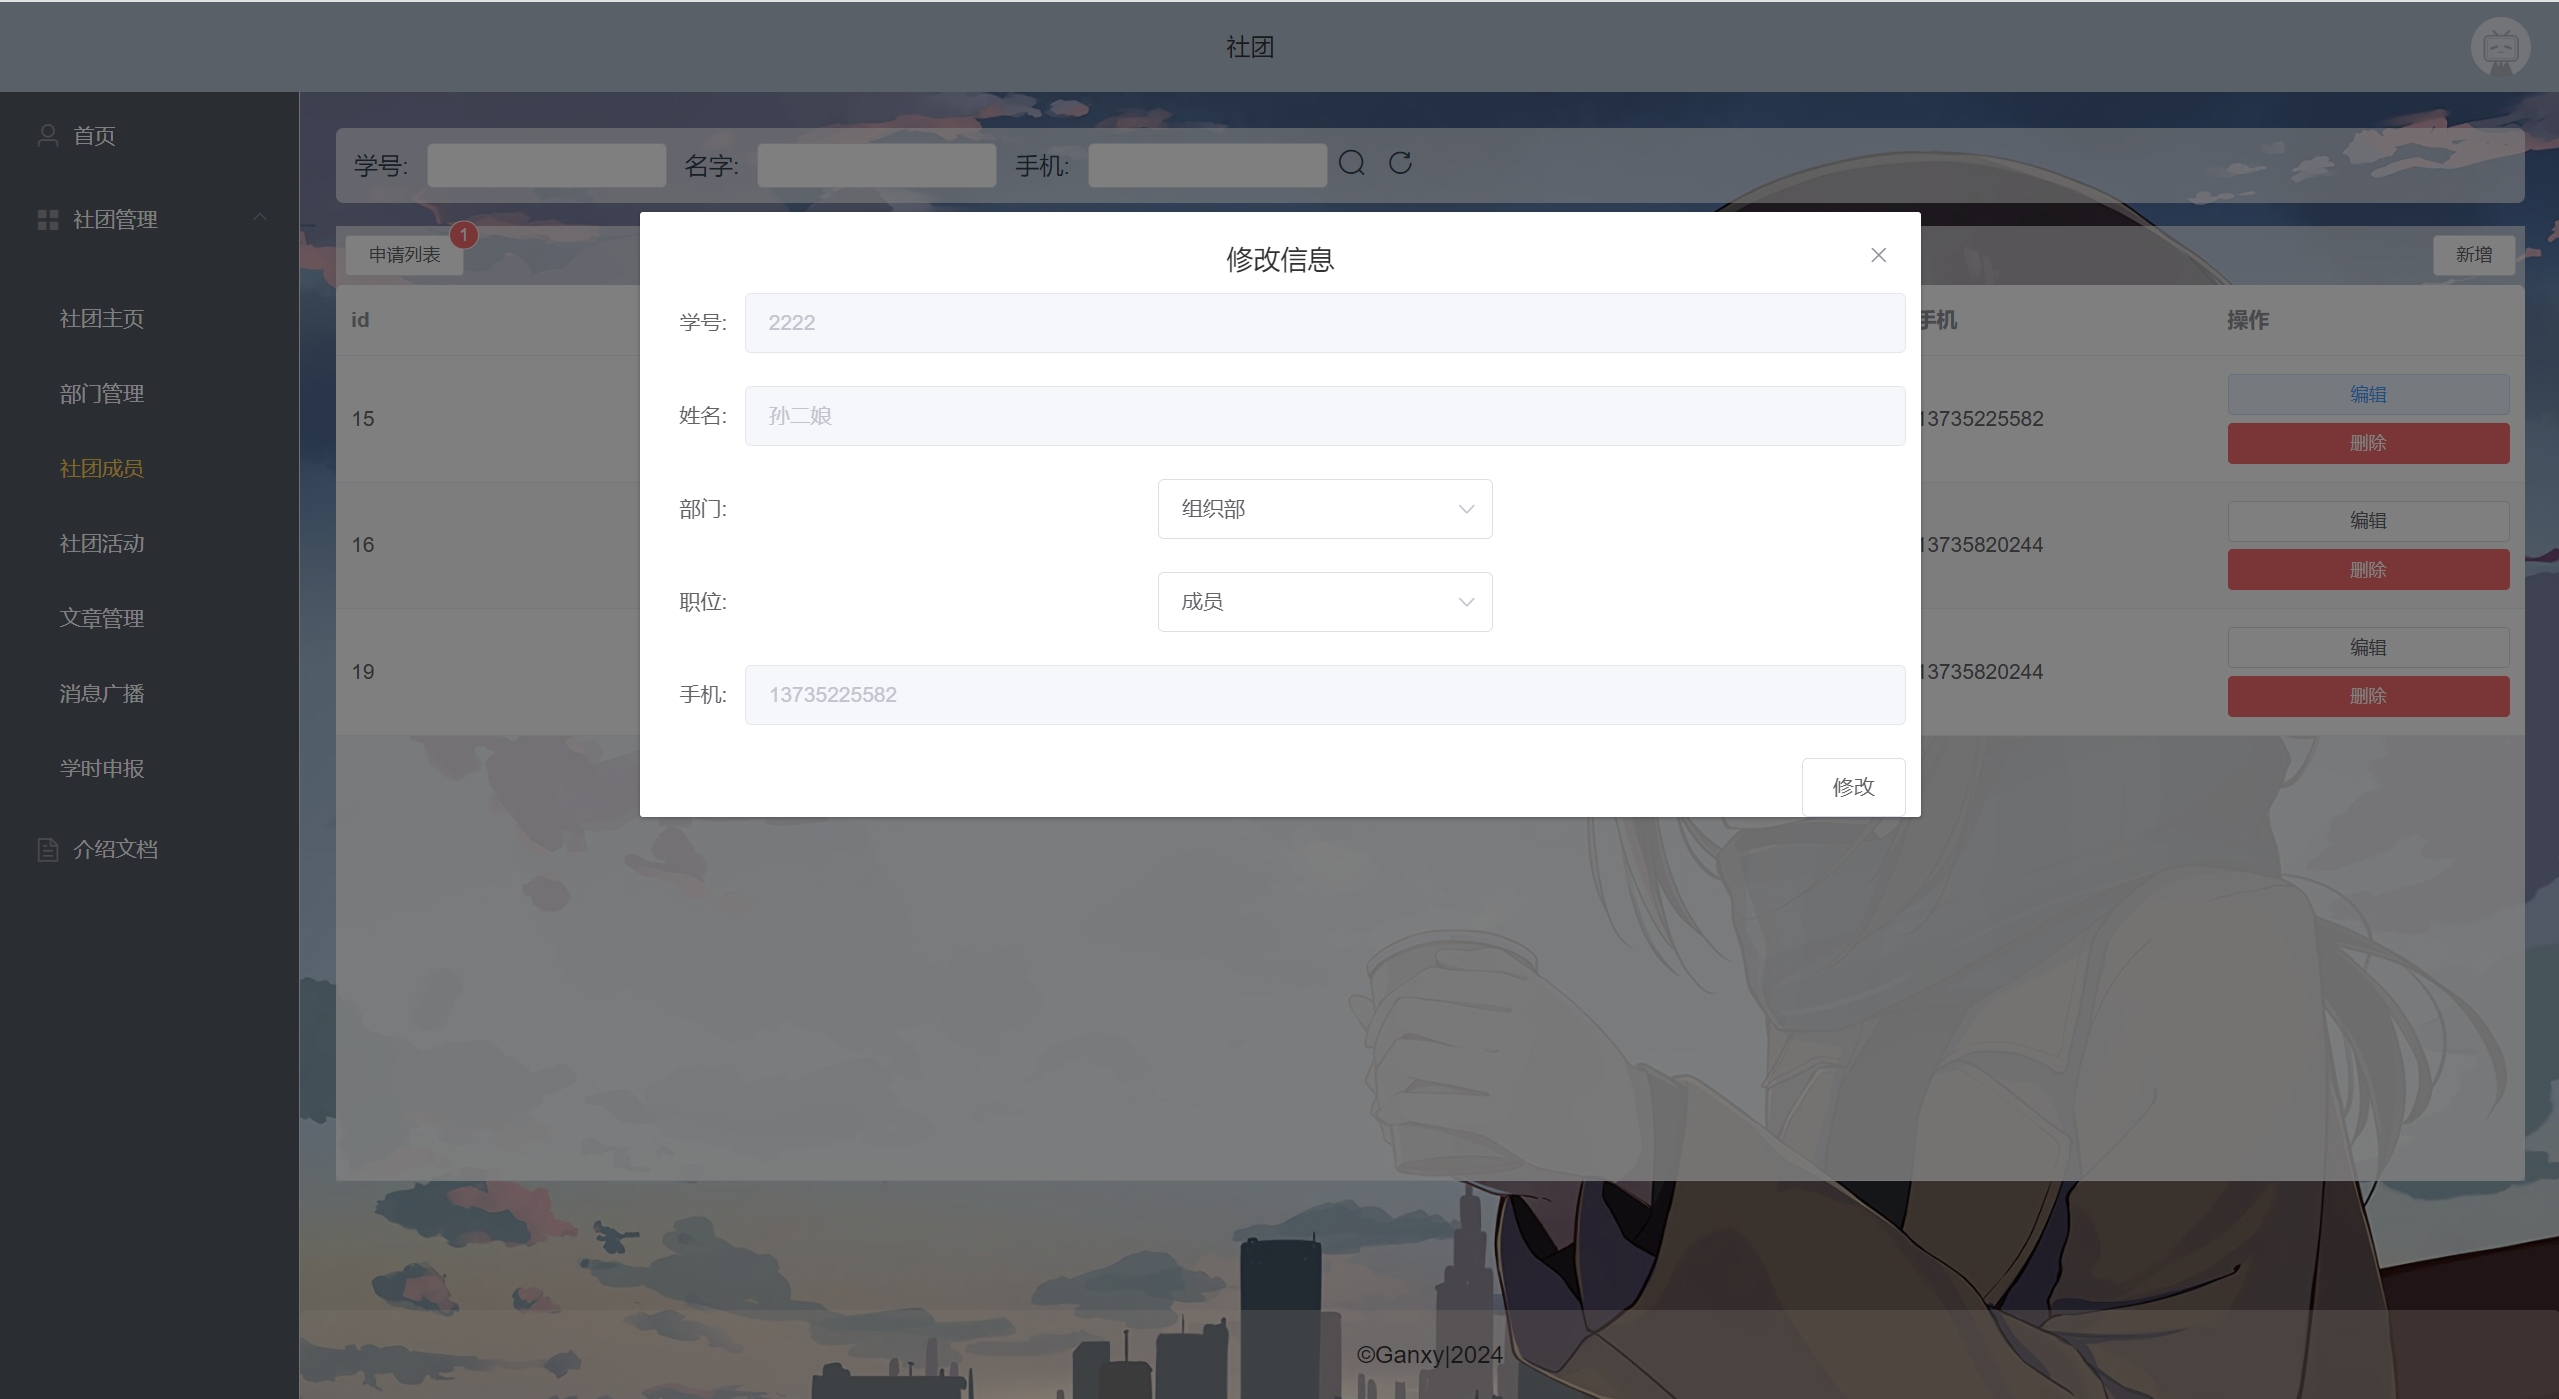 社团
首页
社团管理
社团主页
部门管理
社团成员
社团活动
文章管理
消息广播
学时申报
介绍文档
学号: 名字: 手机:
申请列表 1 新增
id 手机 操作
15 13735225582 编辑
删除
16 13735820244 编辑
删除
19 13735820244 编辑
删除
修改信息
学号: 2222
姓名: 孙二娘
部门: 组织部
职位: 成员
手机: 13735225582
修改
©Ganxy|2024